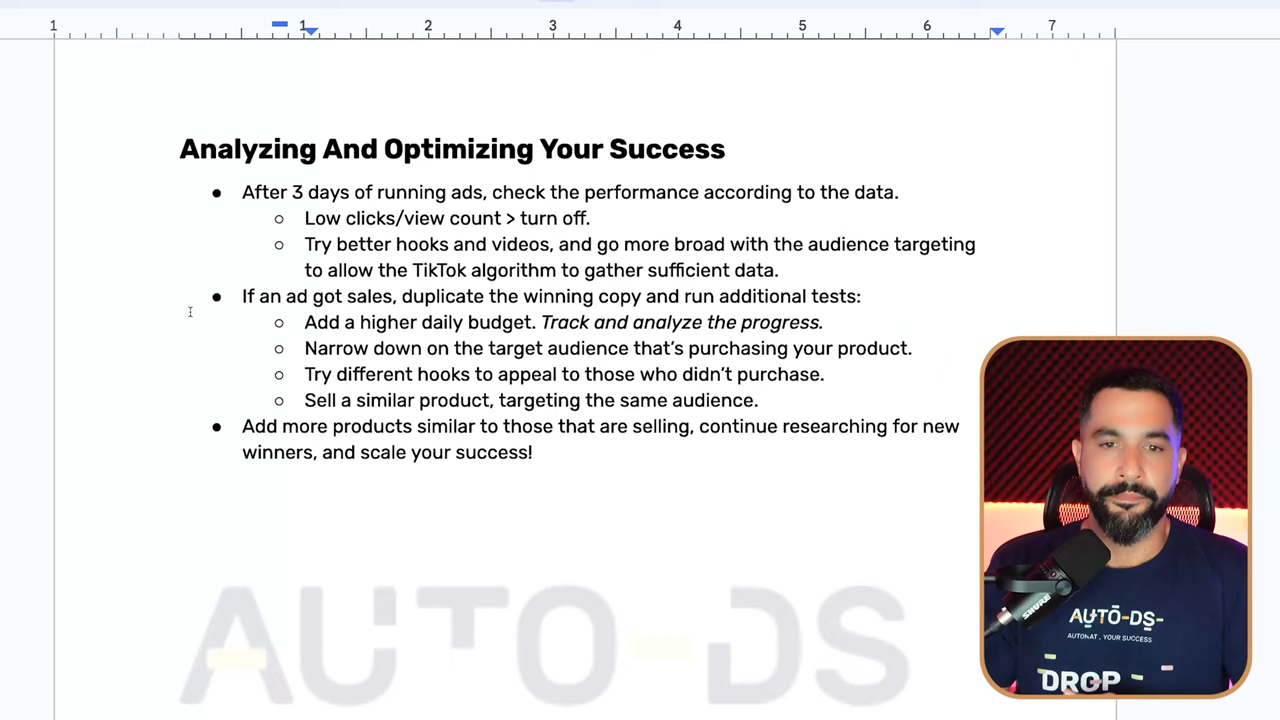 1 1 2 3 4 5 6 7
Analyzing And Optimizing Your Success
● After 3 days of running ads, check the performance according to the data.
○ Low clicks/view count > turn off.
○ Try better hooks and videos, and go more broad with the audience targeting
to allow the TikTok algorithm to gather sufficient data.
● If an ad got sales, duplicate the winning copy and run additional tests:
○ Add a higher daily budget. Track and analyze the progress.
○ Narrow down on the target audience that's purchasing your product.
○ Try different hooks to appeal to those who didn't purchase.
○ Sell a similar product, targeting the same audience.
● Add more products similar to those that are selling, continue researching for new
winners, and scale your success!
AUTO-DS
SHURE
AUTO-DS-
YOUR SUCCESS
DROP